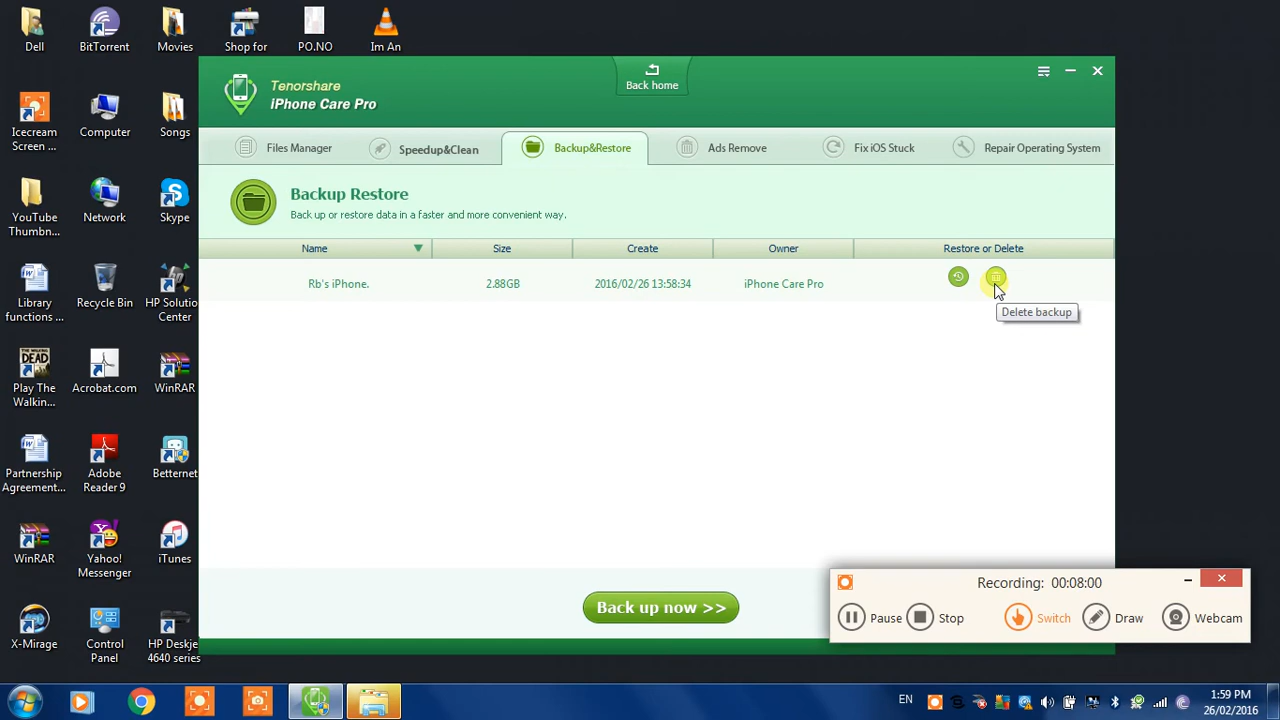 Dell
BitTorrent
Movies
Shop for
PO.NO
Im An
Icecream
Screen ...
Computer
Songs
YouTube
Thumbn...
Network
Skype
Library
functions ...
Recycle Bin
HP Solution
Center
Play The
Walkin...
Acrobat.com
WinRAR
Partnership
Agreement...
Adobe
Reader 9
Betternet
WinRAR
Yahoo!
Messenger
iTunes
X-Mirage
Control
Panel
HP Deskje
4640 series
Tenorshare
iPhone Care Pro
Back home
Files Manager
Speedup&Clean
Backup&Restore
Ads Remove
Fix iOS Stuck
Repair Operating System
Backup Restore
Back up or restore data in a faster and more convenient way.
Name
Size
Create
Owner
Restore or Delete
Rb's iPhone.
2.88GB
2016/02/26 13:58:34
iPhone Care Pro
Delete backup
Back up now >>
Recording: 00:08:00
Pause
Stop
Switch
Draw
Webcam
EN
1:59 PM
26/02/2016